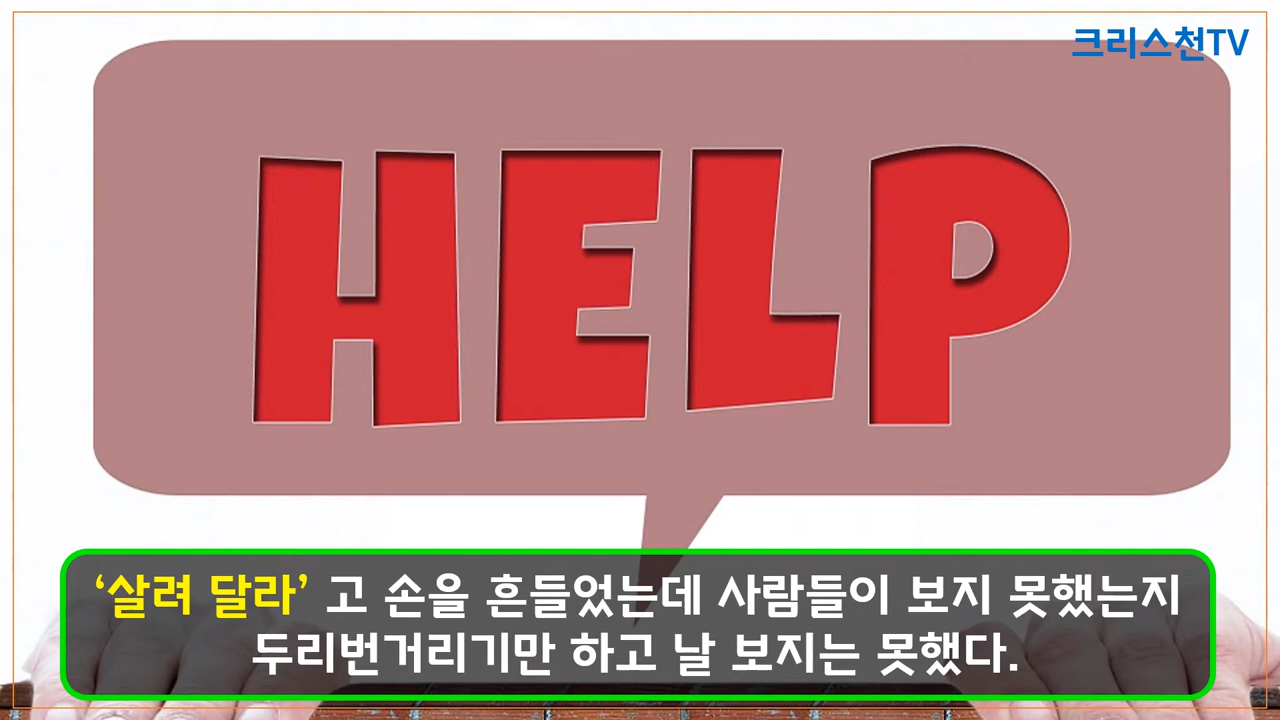 크리스천TV
HELP
‘살려 달라’ 고 손을 흔들었는데 사람들이 보지 못했는지
두리번거리기만 하고 날 보지는 못했다.